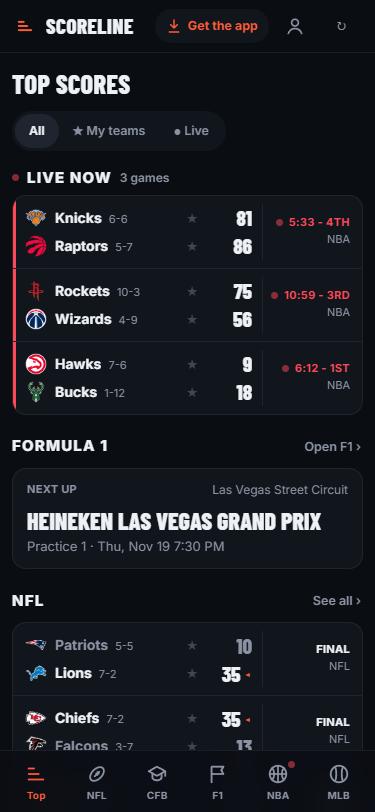 SCORELINE
Get the app
↻
TOP SCORES
All
★ My teams
● Live
LIVE NOW 3 games
Knicks 6-6 ★ 81
Raptors 5-7 ★ 86
5:33 - 4TH
NBA
Rockets 10-3 ★ 75
Wizards 4-9 ★ 56
10:59 - 3RD
NBA
Hawks 7-6 ★ 9
Bucks 1-12 ★ 18
6:12 - 1ST
NBA
FORMULA 1
Open F1 ›
NEXT UP
Las Vegas Street Circuit
HEINEKEN LAS VEGAS GRAND PRIX
Practice 1 · Thu, Nov 19 7:30 PM
NFL
See all ›
Patriots 5-5 ★ 10
Lions 7-2 ★ 35 ◂
FINAL
NFL
Chiefs 7-2 ★ 35 ◂
Falcons 3-7 ★ 13
FINAL
NFL
Top
NFL
CFB
F1
NBA
MLB